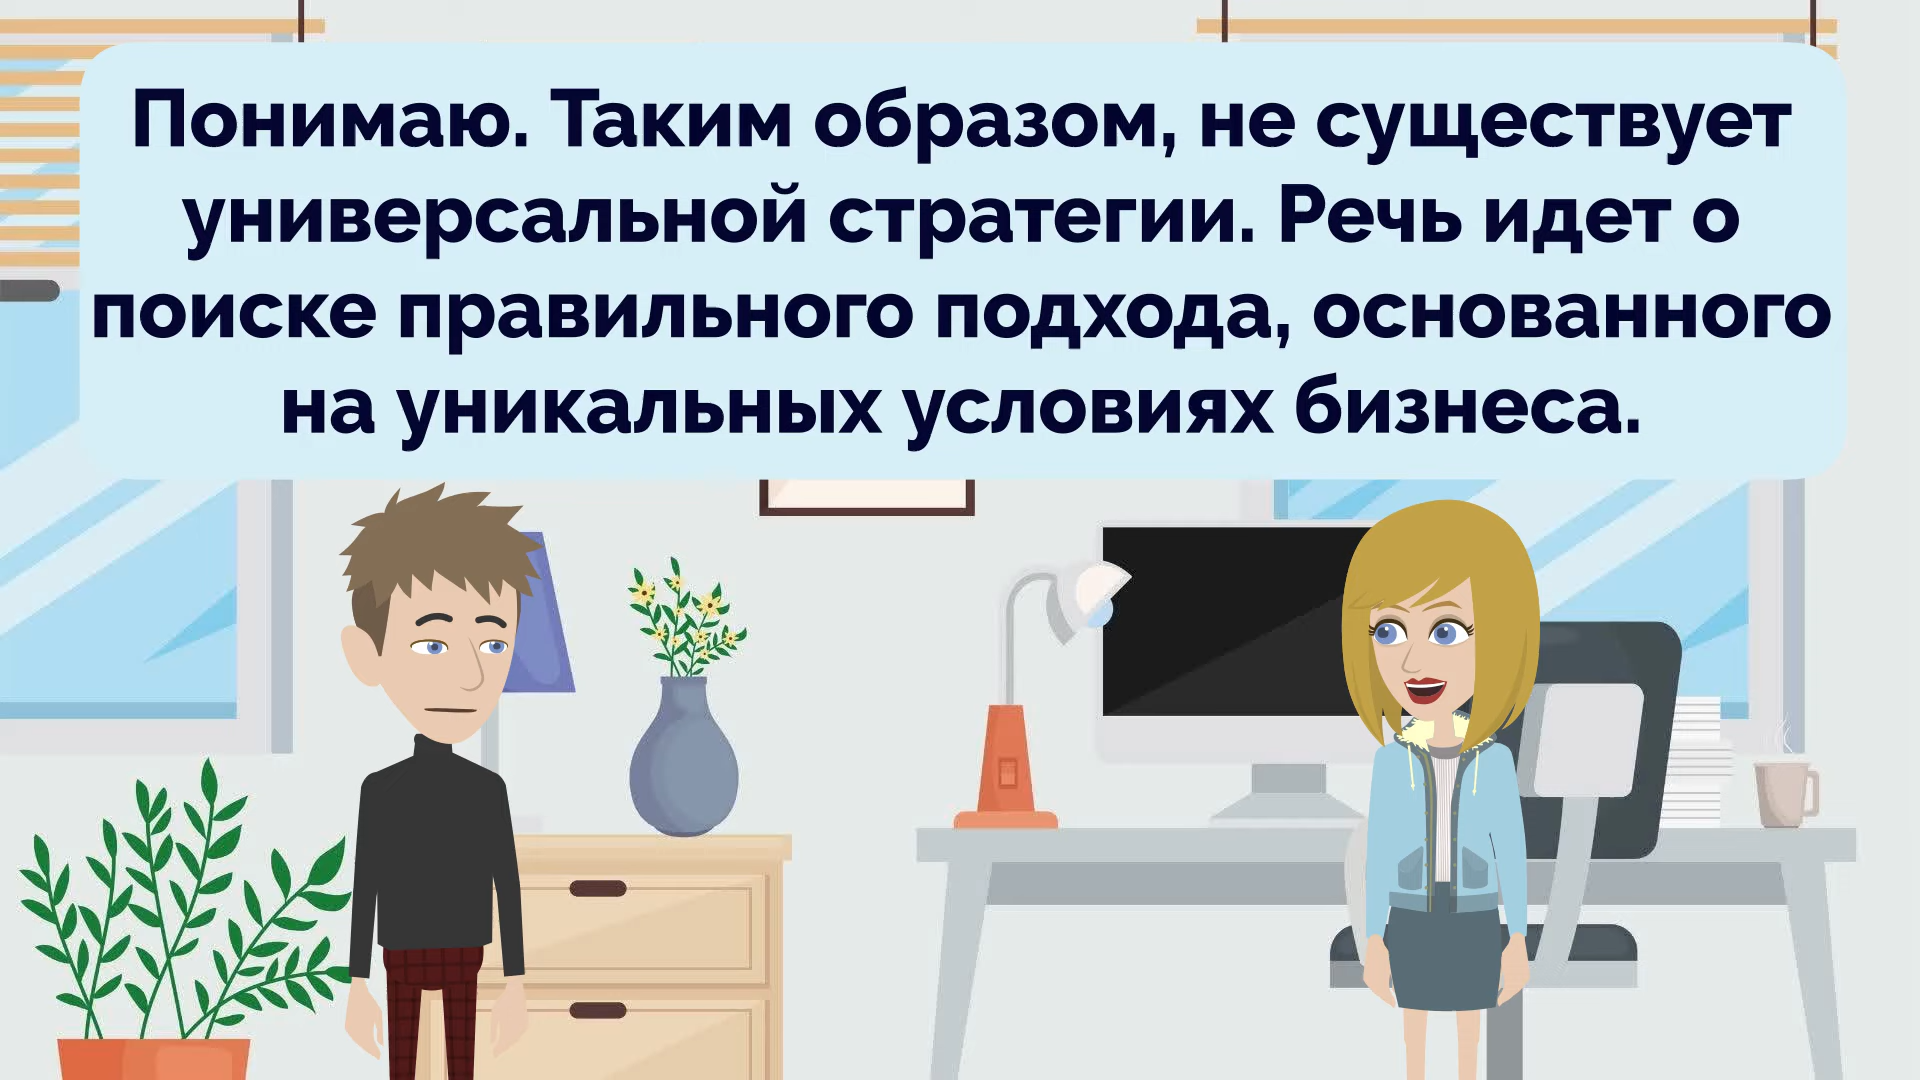 Понимаю. Таким образом, не существует
универсальной стратегии. Речь идет о
поиске правильного подхода, основанного
на уникальных условиях бизнеса.